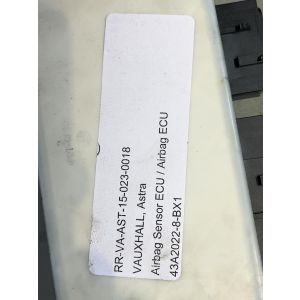 RR-VA-AST-15-023-0018
VAUXHALL, Astra
Airbag Sensor ECU / Airbag ECU
43A2022-8-BX1